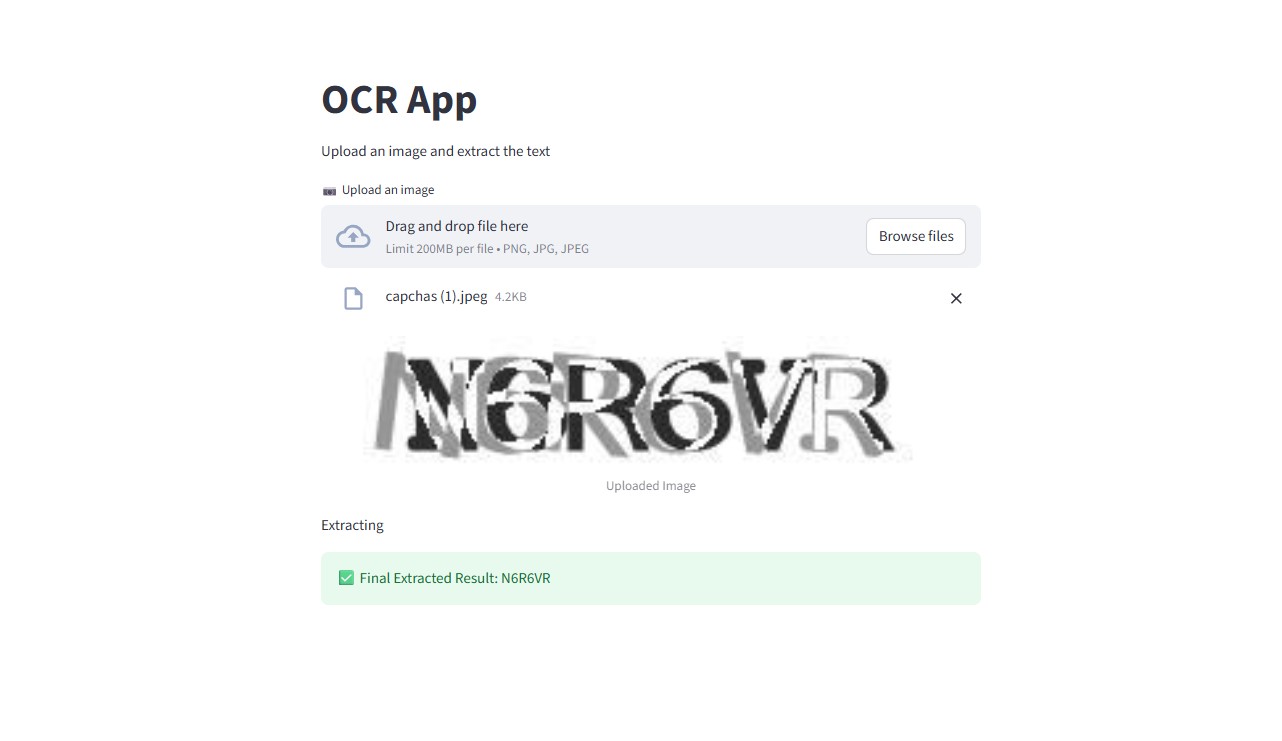 OCR App
Upload an image and extract the text
📷 Upload an image
Drag and drop file here
Limit 200MB per file • PNG, JPG, JPEG
Browse files
capchas (1).jpeg 4.2KB
N6R6VR
Uploaded Image
Extracting
✅ Final Extracted Result: N6R6VR